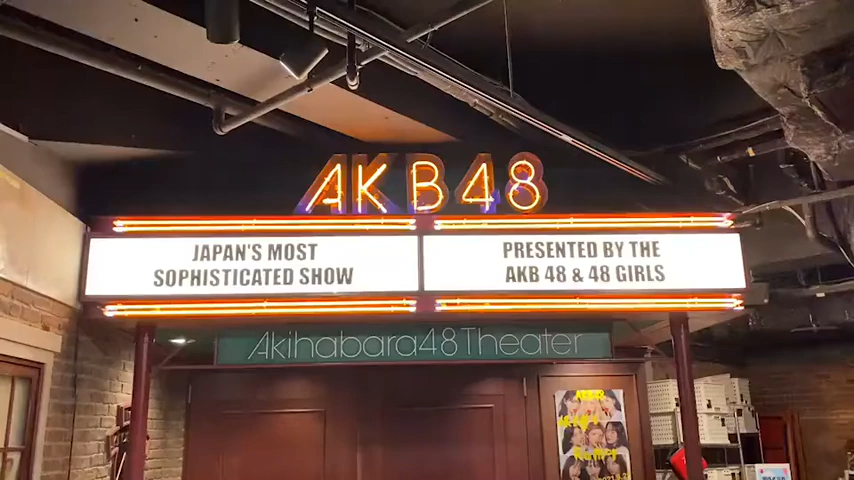 AKB48
JAPAN'S MOST
SOPHISTICATED SHOW
PRESENTED BY THE
AKB 48 & 48 GIRLS
Akihabara48Theater